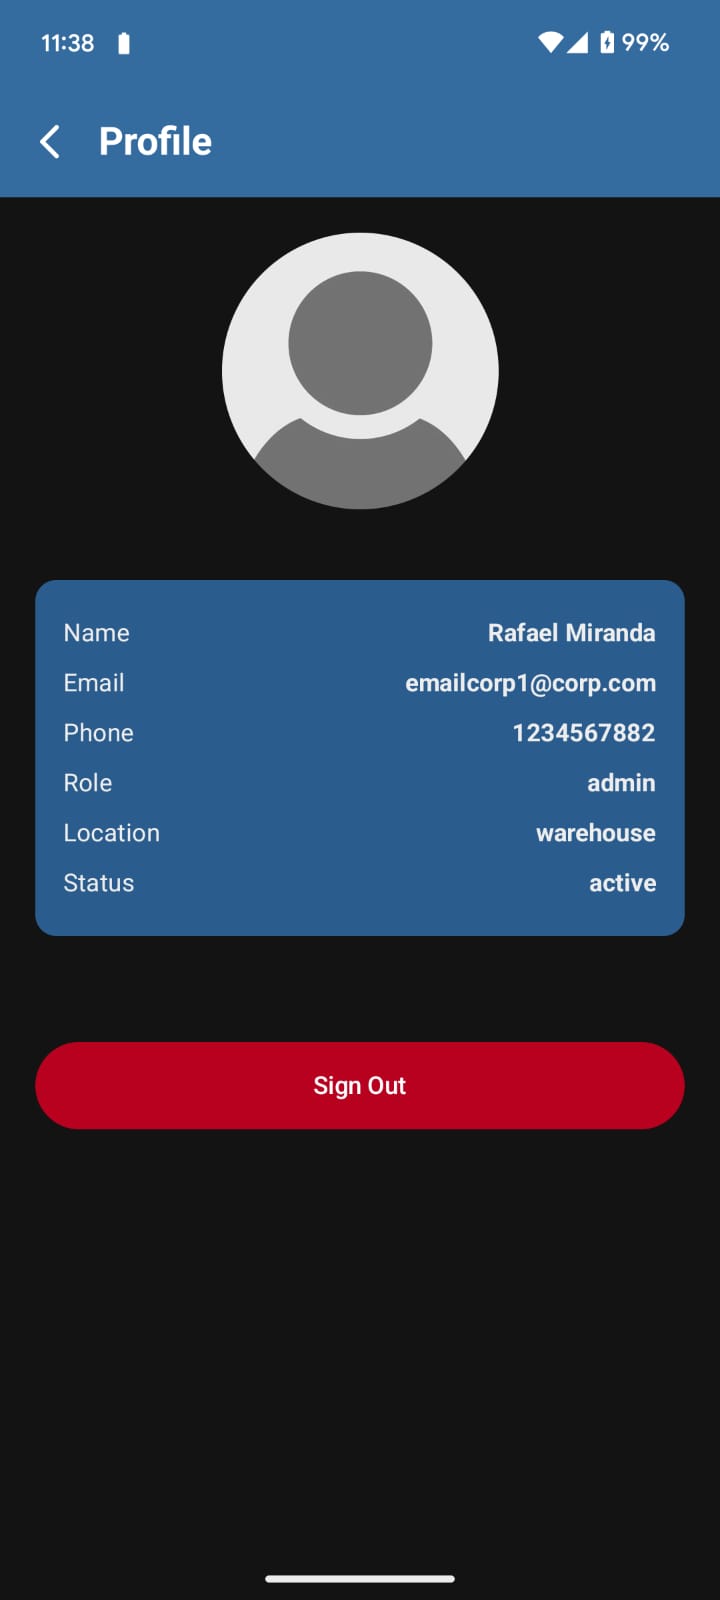 11:38 99%
Profile
Name Rafael Miranda
Email emailcorp1@corp.com
Phone 1234567882
Role admin
Location warehouse
Status active
Sign Out